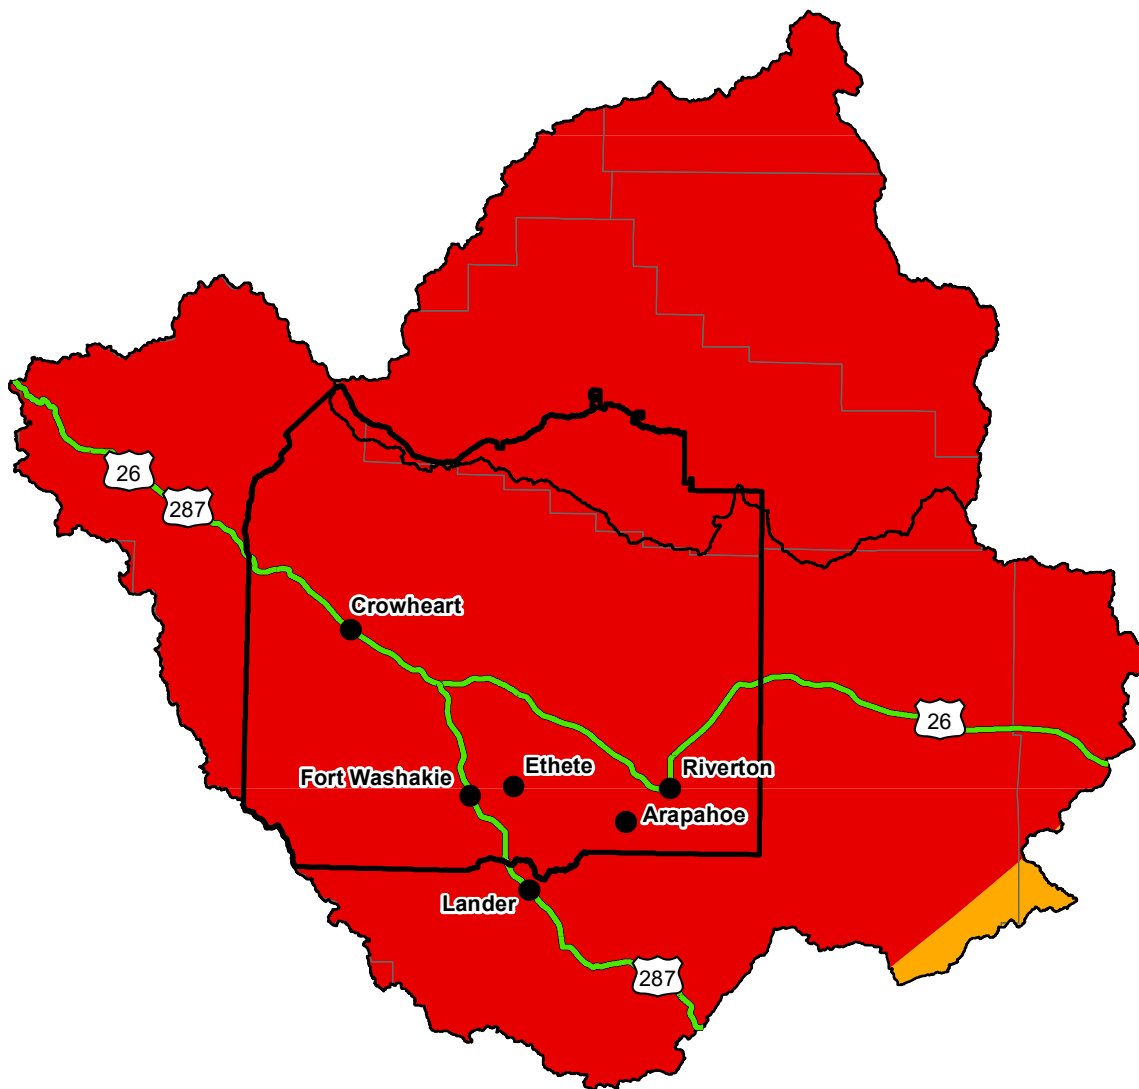 26
287
Crowheart
26
Ethete
Riverton
Fort Washakie
Arapahoe
Lander
287